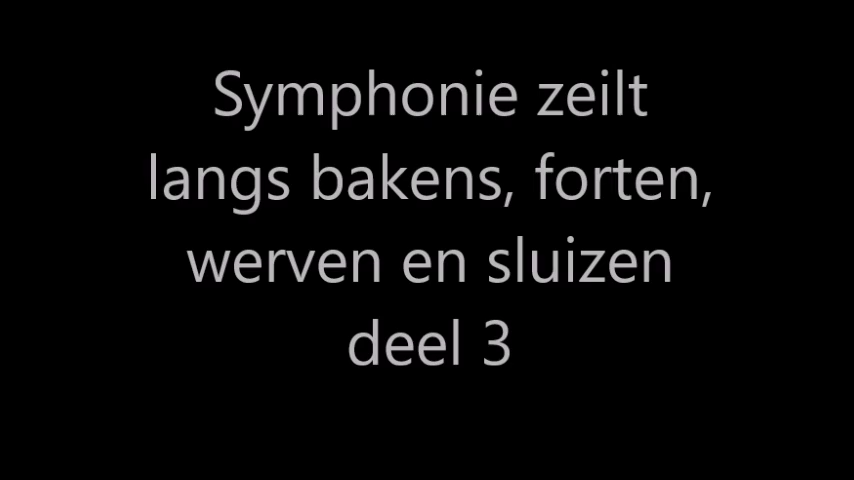 Symphonie zeilt
langs bakens, forten,
werven en sluizen
deel 3